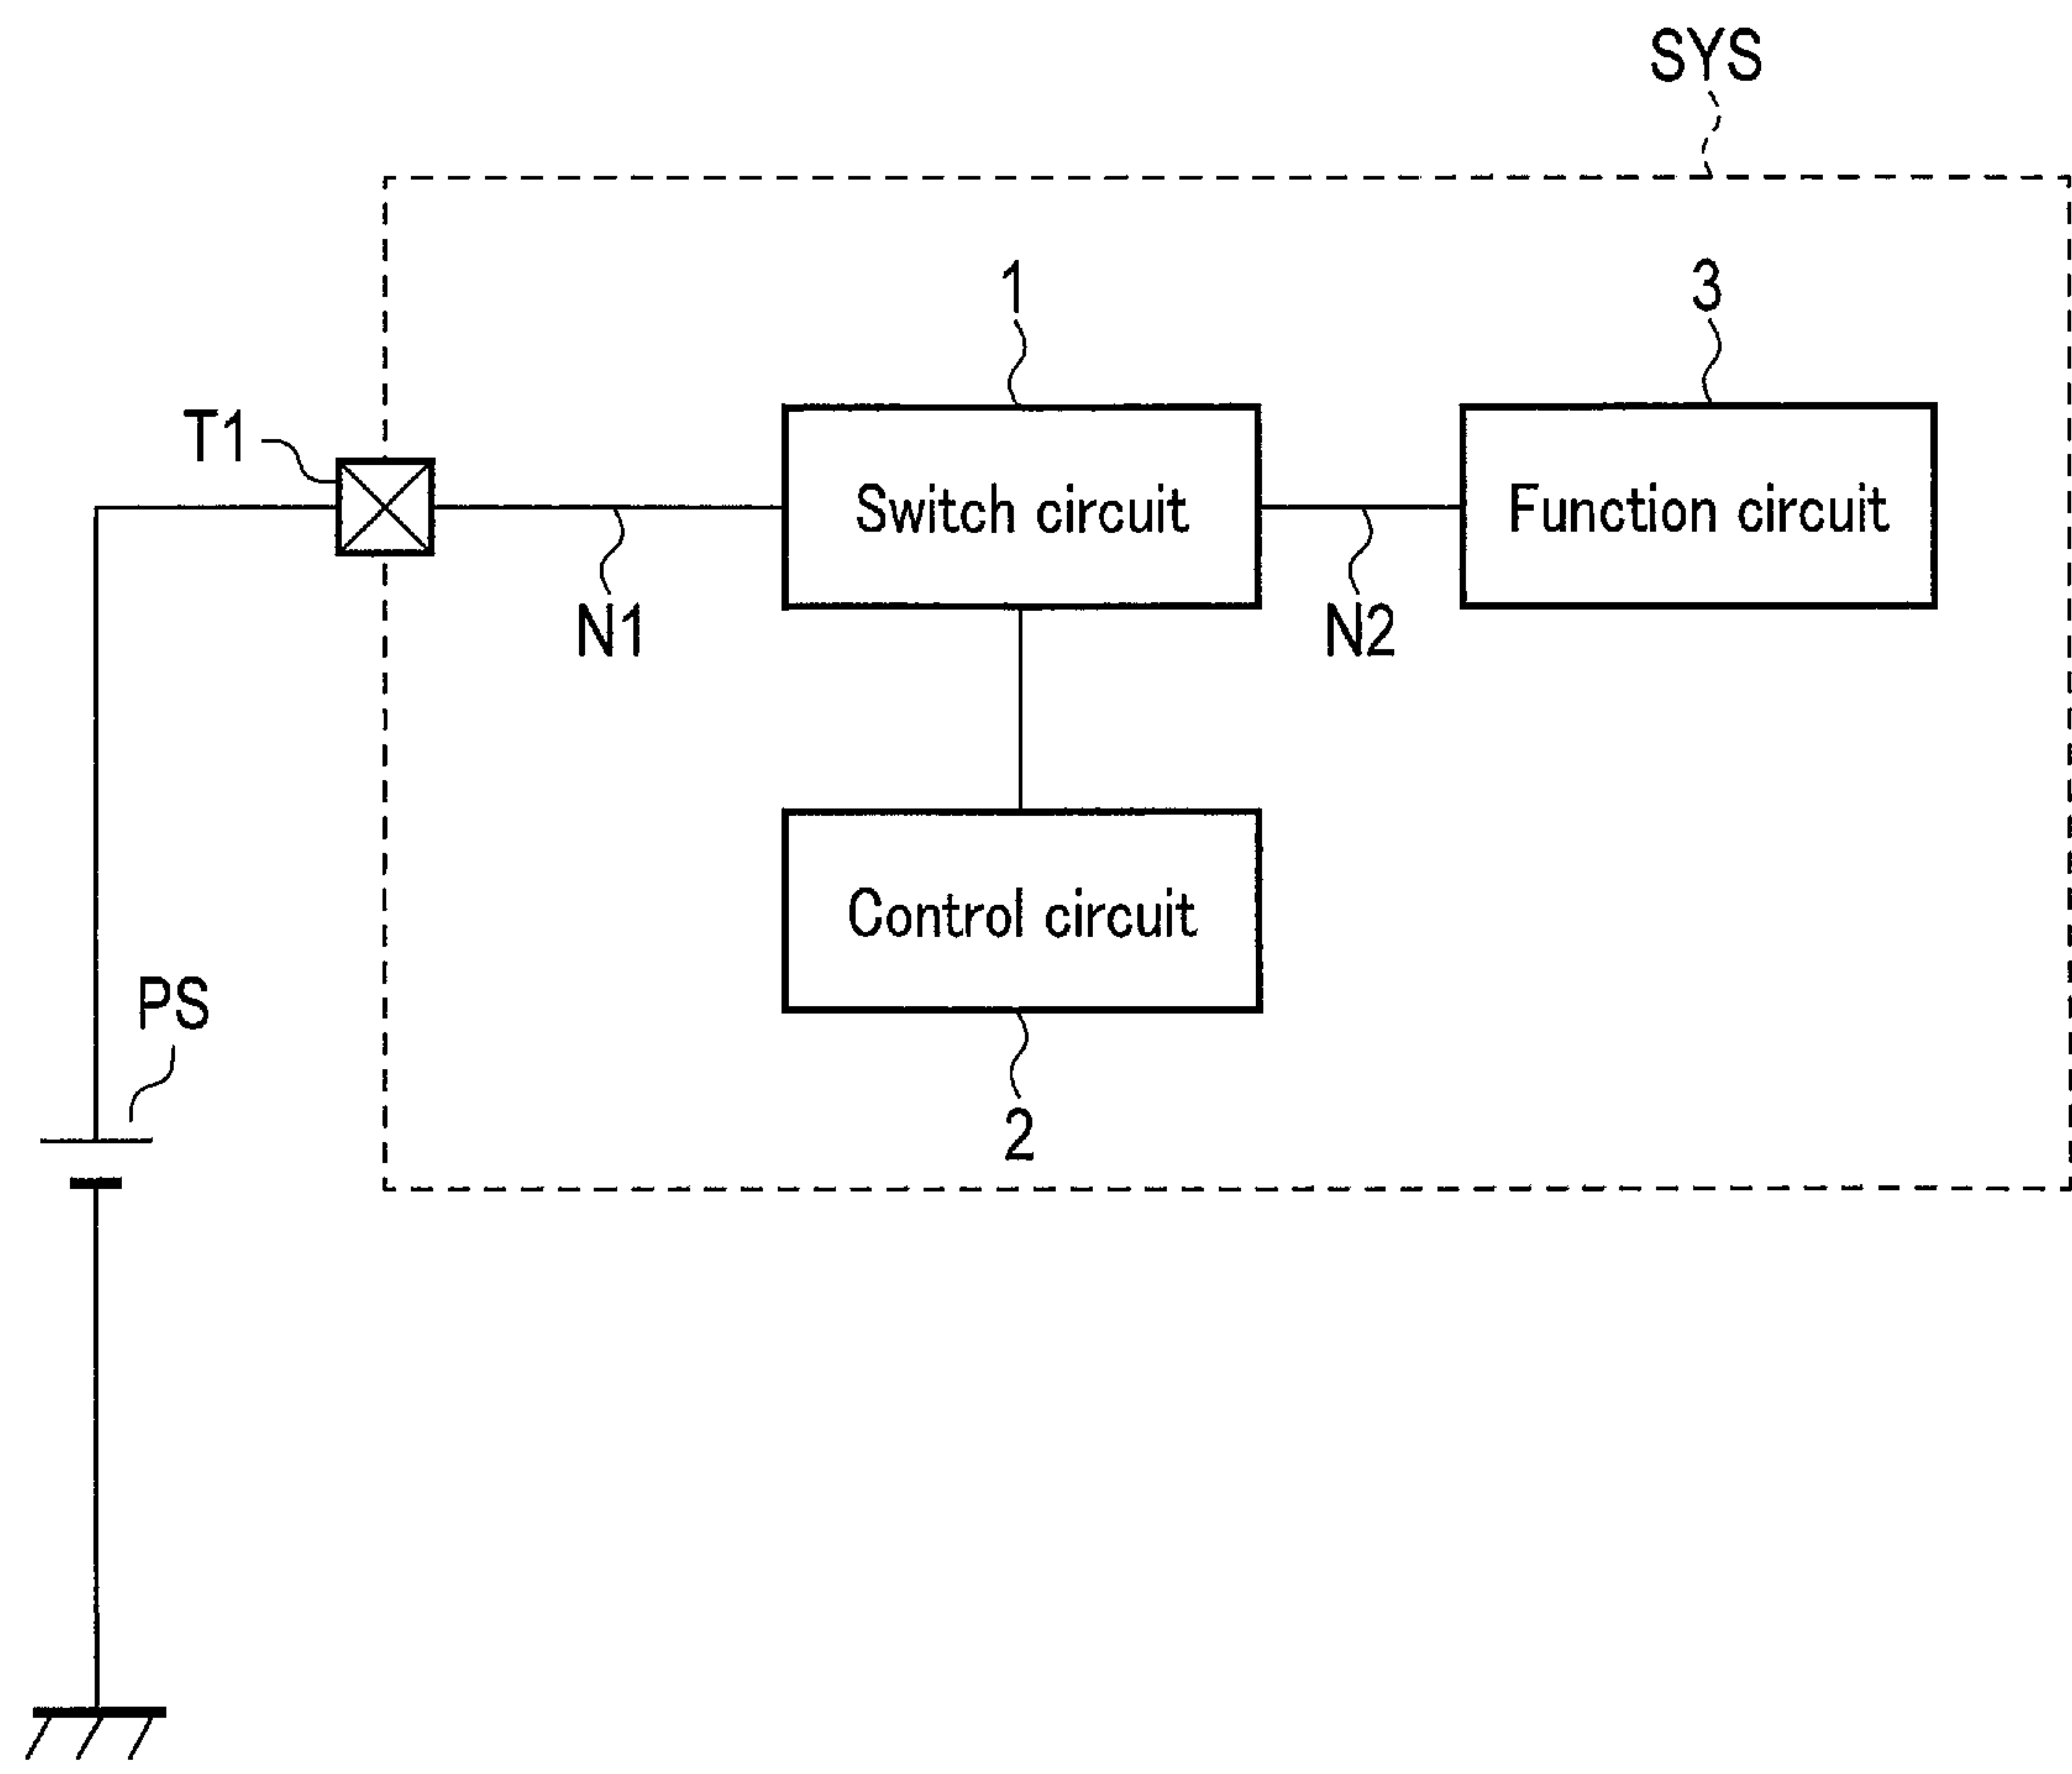 SYS
1
3
T1
Switch circuit
Function circuit
N1
N2
Control circuit
PS
2